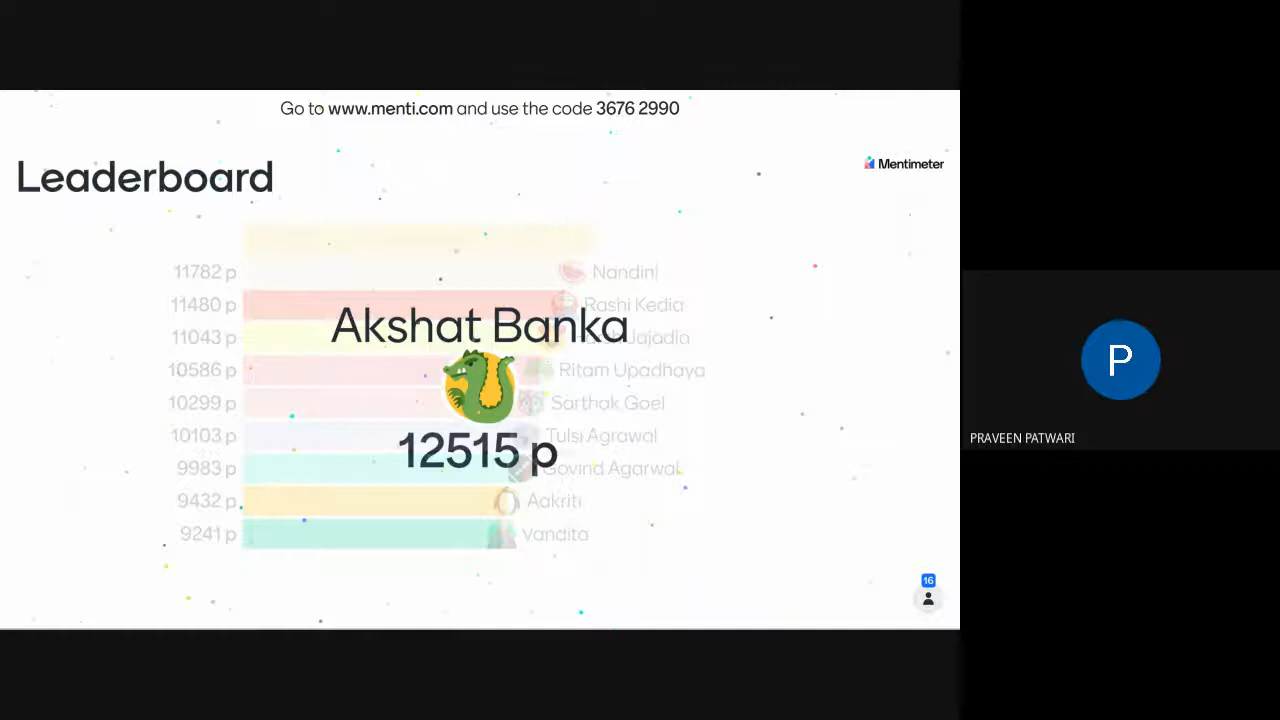 Go to www.menti.com and use the code 3676 2990
Leaderboard
Mentimeter
11782 p Nandini
11480 p Rashi Kedia
Akshat Banka
11043 p Jajadia
10586 p Ritam Upadhaya
10299 p Sarthak Goel
10103 p Tulsi Agrawal
12515 p
9983 p Govind Agarwal
9432 p Aakriti
9241 p Vandita
16
P
PRAVEEN PATWARI